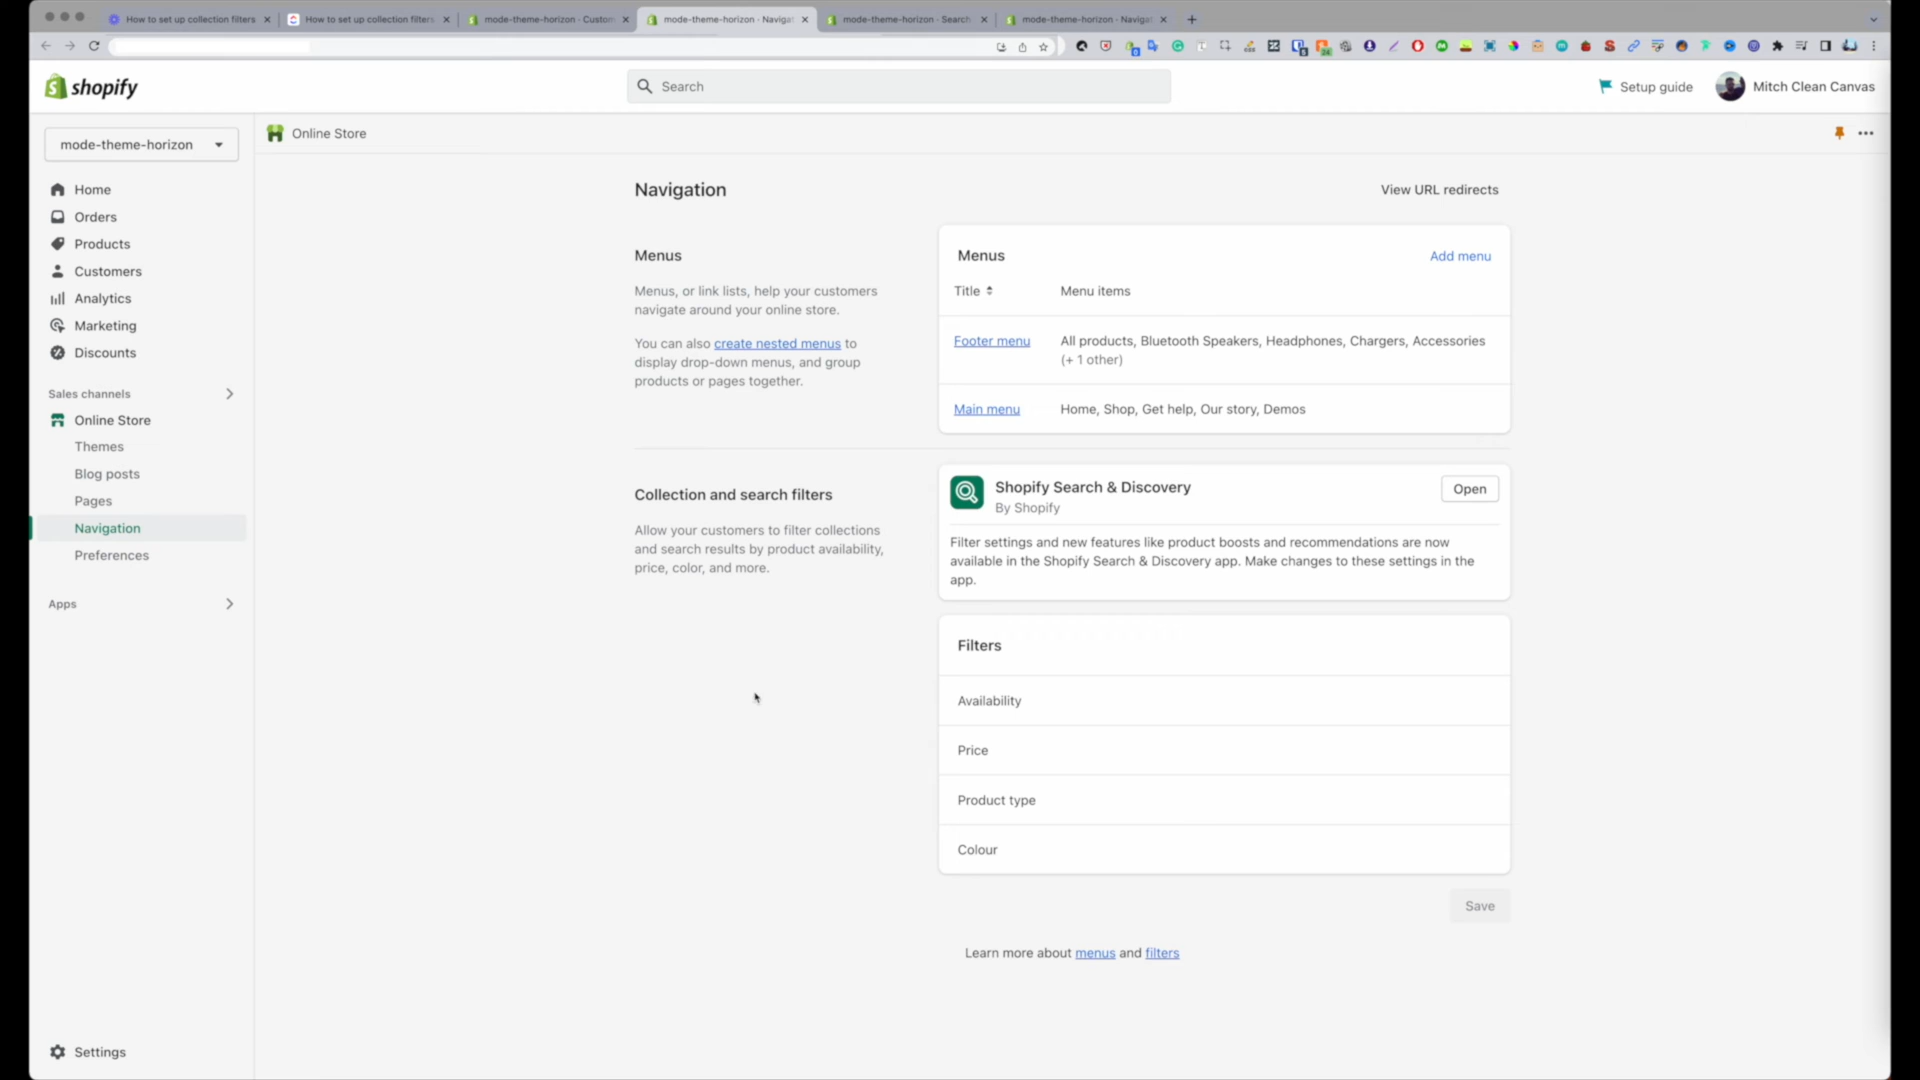 How to set up collection filters
How to set up collection filters
mode-theme-horizon · Custom
mode-theme-horizon · Navigat
mode-theme-horizon · Search
mode-theme-horizon · Navigat
shopify
Search
Setup guide
Mitch Clean Canvas
mode-theme-horizon
Online Store
Home
Orders
Products
Customers
Analytics
Marketing
Discounts
Sales channels
Online Store
Themes
Blog posts
Pages
Navigation
Preferences
Apps
Settings
Navigation
View URL redirects
Menus
Menus, or link lists, help your customers
navigate around your online store.
You can also create nested menus to
display drop-down menus, and group
products or pages together.
Menus
Add menu
Title
Menu items
Footer menu
All products, Bluetooth Speakers, Headphones, Chargers, Accessories
(+ 1 other)
Main menu
Home, Shop, Get help, Our story, Demos
Collection and search filters
Allow your customers to filter collections
and search results by product availability,
price, color, and more.
Shopify Search & Discovery
By Shopify
Open
Filter settings and new features like product boosts and recommendations are now
available in the Shopify Search & Discovery app. Make changes to these settings in the
app.
Filters
Availability
Price
Product type
Colour
Save
Learn more about menus and filters